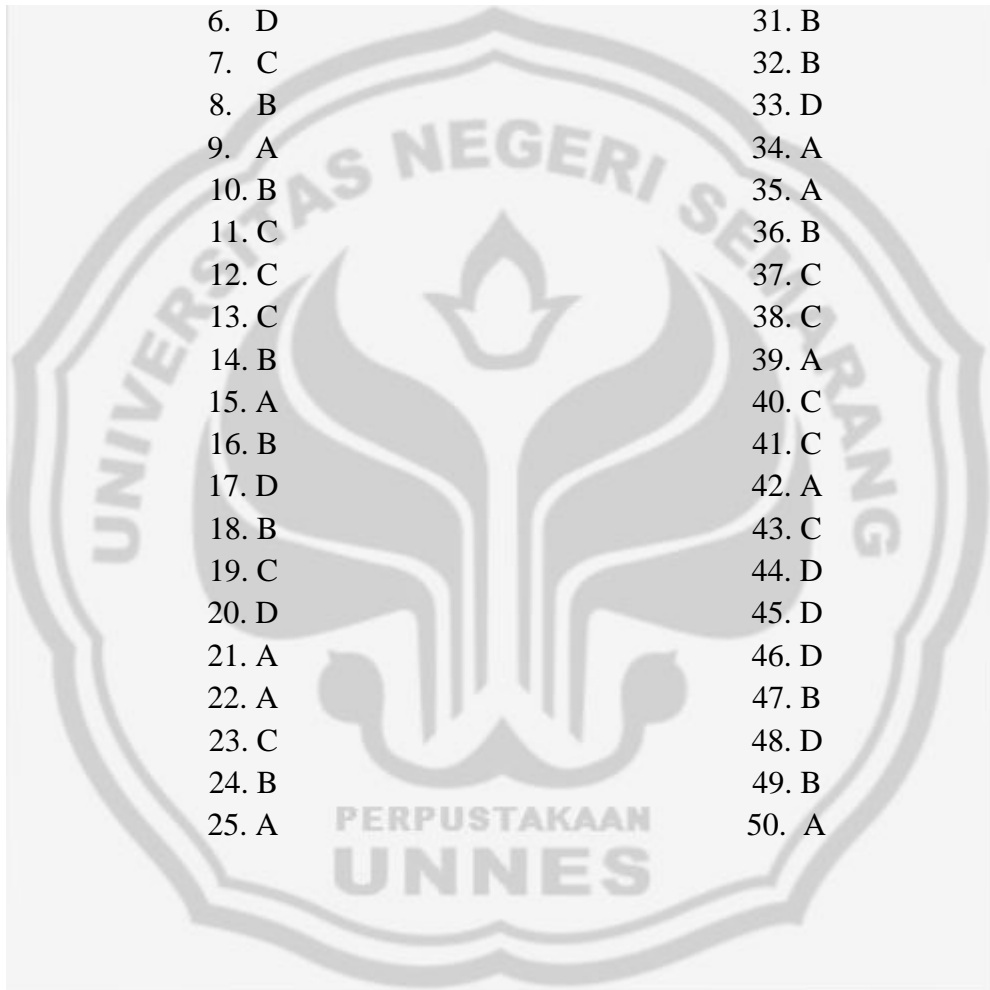 6. D
7. C
8. B
9. A
10. B
11. C
12. C
13. C
14. B
15. A
16. B
17. D
18. B
19. C
20. D
21. A
22. A
23. C
24. B
25. A
31. B
32. B
33. D
34. A
35. A
36. B
37. C
38. C
39. A
40. C
41. C
42. A
43. C
44. D
45. D
46. D
47. B
48. D
49. B
50. A
UNIVERSITAS NEGERI SEMARANG
PERPUSTAKAAN
UNNES